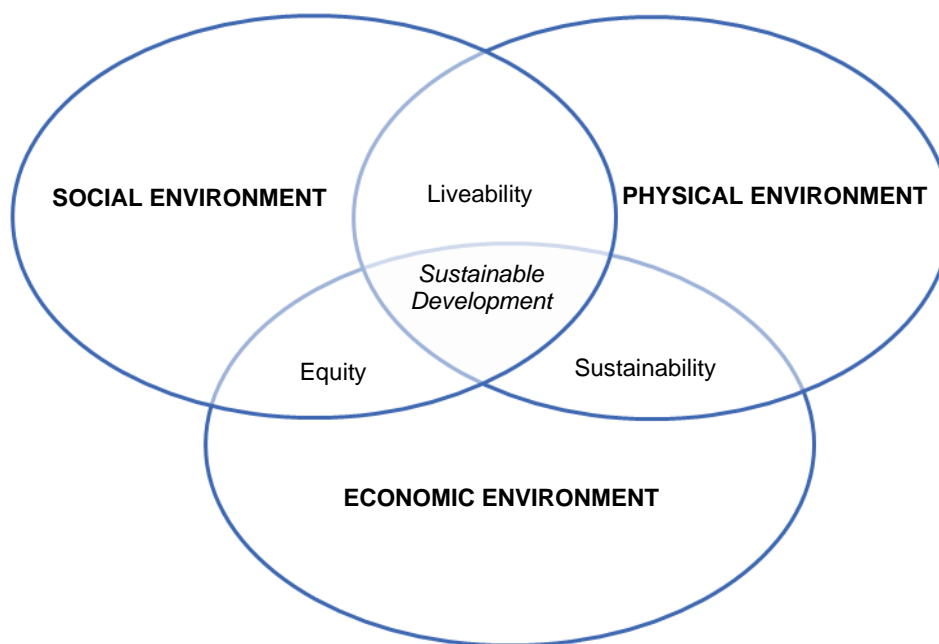 SOCIAL ENVIRONMENT
Liveability
PHYSICAL ENVIRONMENT
Sustainable
Development
Equity
Sustainability
ECONOMIC ENVIRONMENT